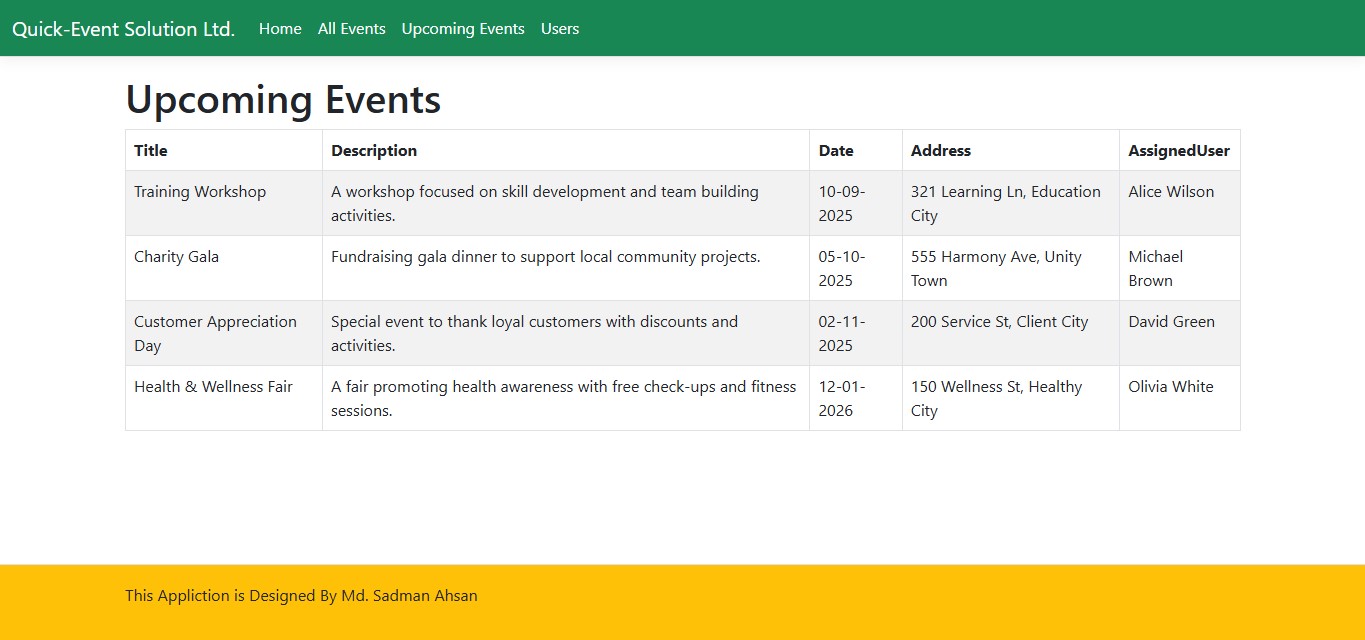 Quick-Event Solution Ltd. Home All Events Upcoming Events Users
Upcoming Events
Title Description Date Address AssignedUser
Training Workshop A workshop focused on skill development and team building 10-09- 321 Learning Ln, Education Alice Wilson
activities. 2025 City
Charity Gala Fundraising gala dinner to support local community projects. 05-10- 555 Harmony Ave, Unity Michael
2025 Town Brown
Customer Appreciation Special event to thank loyal customers with discounts and 02-11- 200 Service St, Client City David Green
Day activities. 2025
Health & Wellness Fair A fair promoting health awareness with free check-ups and fitness 12-01- 150 Wellness St, Healthy Olivia White
sessions. 2026 City
This Appliction is Designed By Md. Sadman Ahsan